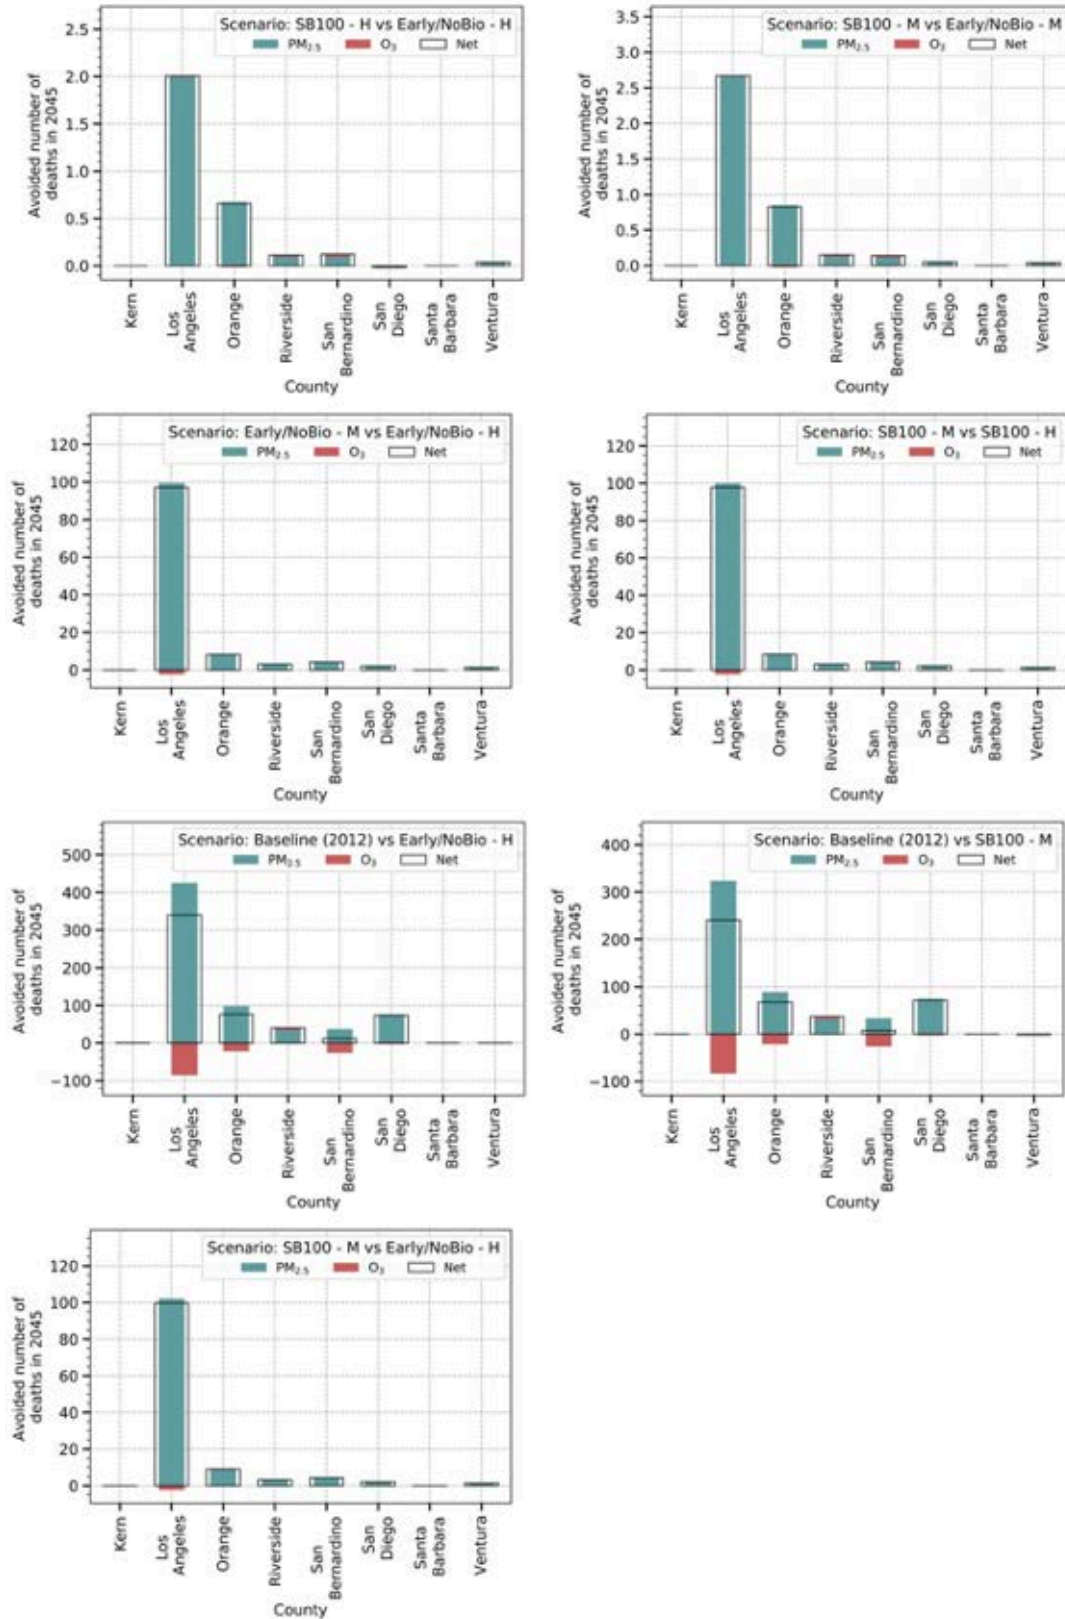 Scenario: SB100 - H vs Early/NoBio - H
PM2.5 O3 Net
Avoided number of
deaths in 2045
2.5
2.0
1.5
1.0
0.5
0.0
Kern
Los
Angeles
Orange
Riverside
San
Bernardino
San
Diego
Santa
Barbara
Ventura
County
Scenario: SB100 - M vs Early/NoBio - M
PM2.5 O3 Net
Avoided number of
deaths in 2045
3.5
3.0
2.5
2.0
1.5
1.0
0.5
0.0
Kern
Los
Angeles
Orange
Riverside
San
Bernardino
San
Diego
Santa
Barbara
Ventura
County
Scenario: Early/NoBio - M vs Early/NoBio - H
PM2.5 O3 Net
Avoided number of
deaths in 2045
120
100
80
60
40
20
0
Kern
Los
Angeles
Orange
Riverside
San
Bernardino
San
Diego
Santa
Barbara
Ventura
County
Scenario: SB100 - M vs SB100 - H
PM2.5 O3 Net
Avoided number of
deaths in 2045
120
100
80
60
40
20
0
Kern
Los
Angeles
Orange
Riverside
San
Bernardino
San
Diego
Santa
Barbara
Ventura
County
Scenario: Baseline (2012) vs Early/NoBio - H
PM2.5 O3 Net
Avoided number of
deaths in 2045
500
400
300
200
100
0
−100
Kern
Los
Angeles
Orange
Riverside
San
Bernardino
San
Diego
Santa
Barbara
Ventura
County
Scenario: Baseline (2012) vs SB100 - M
PM2.5 O3 Net
Avoided number of
deaths in 2045
400
300
200
100
0
−100
Kern
Los
Angeles
Orange
Riverside
San
Bernardino
San
Diego
Santa
Barbara
Ventura
County
Scenario: SB100 - M vs Early/NoBio - H
PM2.5 O3 Net
Avoided number of
deaths in 2045
120
100
80
60
40
20
0
Kern
Los
Angeles
Orange
Riverside
San
Bernardino
San
Diego
Santa
Barbara
Ventura
County